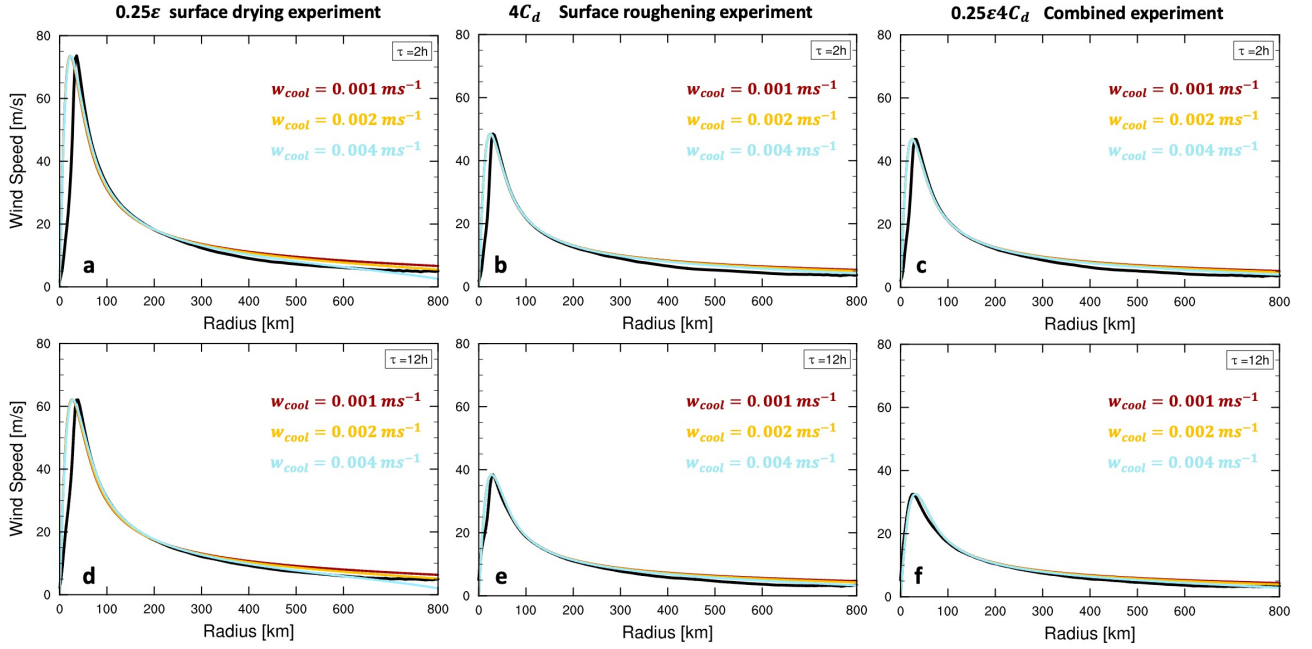 0.25ε surface drying experiment
4C_d Surface roughening experiment
0.25ε4C_d Combined experiment
80
60
40
20
0
Wind Speed [m/s]
τ =2h
w_cool = 0.001 ms⁻¹
w_cool = 0.002 ms⁻¹
w_cool = 0.004 ms⁻¹
a
0 100 200 300 400 500 600 700 800
Radius [km]
80
60
40
20
0
τ =2h
w_cool = 0.001 ms⁻¹
w_cool = 0.002 ms⁻¹
w_cool = 0.004 ms⁻¹
b
0 100 200 300 400 500 600 700 800
Radius [km]
80
60
40
20
0
τ =2h
w_cool = 0.001 ms⁻¹
w_cool = 0.002 ms⁻¹
w_cool = 0.004 ms⁻¹
c
0 100 200 300 400 500 600 700 800
Radius [km]
80
60
40
20
0
Wind Speed [m/s]
τ =12h
w_cool = 0.001 ms⁻¹
w_cool = 0.002 ms⁻¹
w_cool = 0.004 ms⁻¹
d
0 100 200 300 400 500 600 700 800
Radius [km]
80
60
40
20
0
τ =12h
w_cool = 0.001 ms⁻¹
w_cool = 0.002 ms⁻¹
w_cool = 0.004 ms⁻¹
e
0 100 200 300 400 500 600 700 800
Radius [km]
80
60
40
20
0
τ =12h
w_cool = 0.001 ms⁻¹
w_cool = 0.002 ms⁻¹
w_cool = 0.004 ms⁻¹
f
0 100 200 300 400 500 600 700 800
Radius [km]